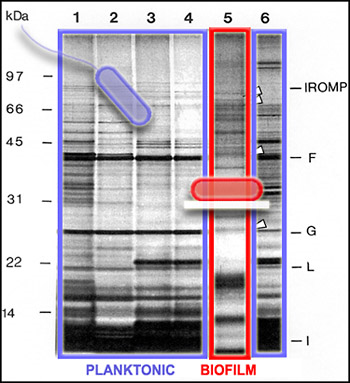 kDa 1 2 3 4 5 6
97
IROMP
66
45
F
31
G
22
L
14
I
PLANKTONIC BIOFILM